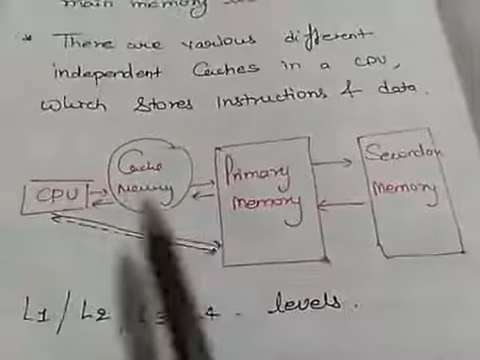 main memory
* There are various different
independent Caches in a CPU,
which stores instructions & data.
CPU
Cache
Memory
Primary
Memory
Secondary
Memory
L1 / L2 4 levels.